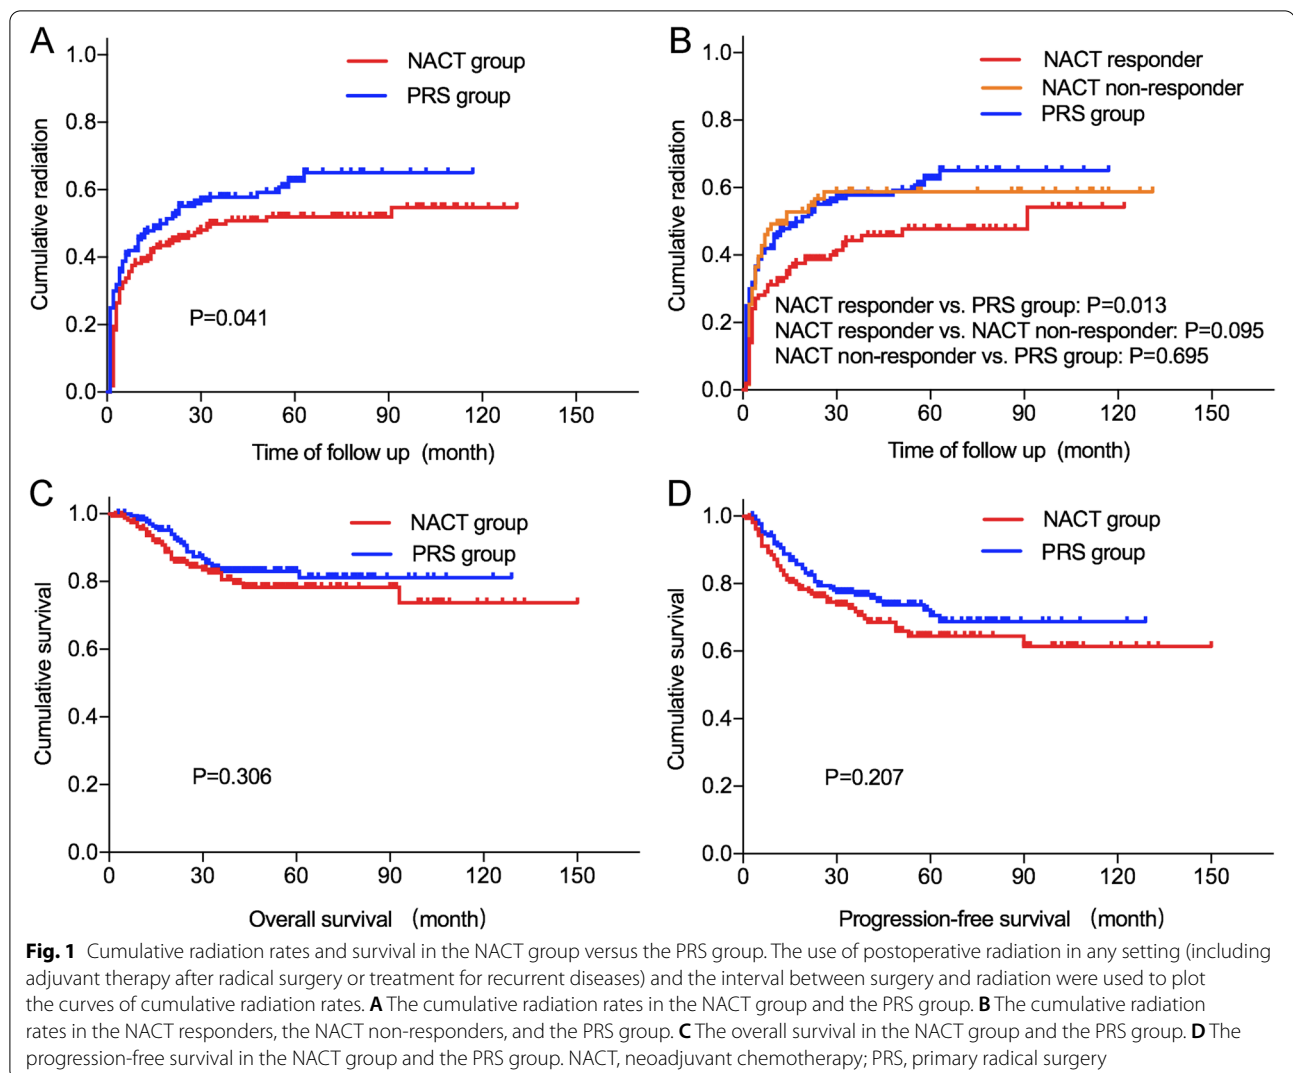 A
NACT group
PRS group
1.0
0.8
0.6
0.4
0.2
0.0
Cumulative radiation
P=0.041
0 30 60 90 120 150
Time of follow up (month)
B
NACT responder
NACT non-responder
PRS group
1.0
0.8
0.6
0.4
0.2
0.0
Cumulative radiation
NACT responder vs. PRS group: P=0.013
NACT responder vs. NACT non-responder: P=0.095
NACT non-responder vs. PRS group: P=0.695
0 30 60 90 120 150
Time of follow up (month)
C
NACT group
PRS group
1.0
0.8
0.6
0.4
0.2
0.0
Cumulative survival
P=0.306
0 30 60 90 120 150
Overall survival (month)
D
NACT group
PRS group
1.0
0.8
0.6
0.4
0.2
0.0
Cumulative survival
P=0.207
0 30 60 90 120 150
Progression-free survival (month)
Fig. 1 Cumulative radiation rates and survival in the NACT group versus the PRS group. The use of postoperative radiation in any setting (including
adjuvant therapy after radical surgery or treatment for recurrent diseases) and the interval between surgery and radiation were used to plot
the curves of cumulative radiation rates. A The cumulative radiation rates in the NACT group and the PRS group. B The cumulative radiation
rates in the NACT responders, the NACT non-responders, and the PRS group. C The overall survival in the NACT group and the PRS group. D The
progression-free survival in the NACT group and the PRS group. NACT, neoadjuvant chemotherapy; PRS, primary radical surgery